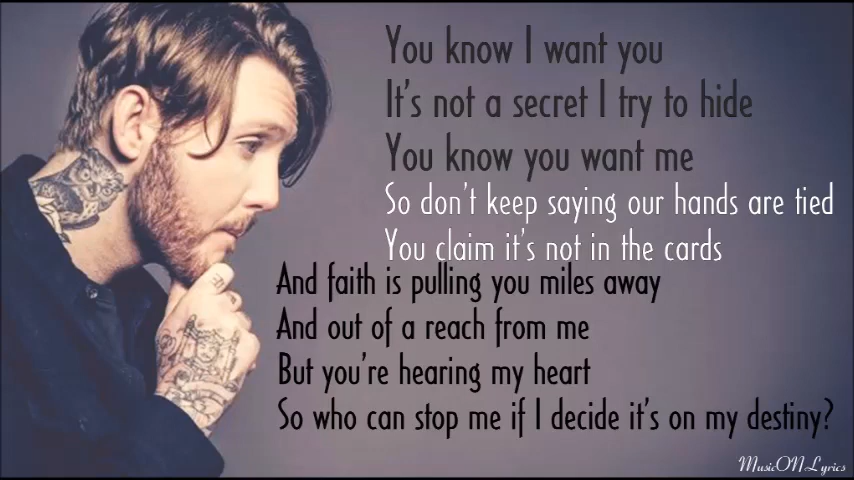 You know I want you
It's not a secret I try to hide
You know you want me
So don't keep saying our hands are tied
You claim it's not in the cards
And faith is pulling you miles away
And out of a reach from me
But you're hearing my heart
So who can stop me if I decide it's on my destiny?
MusicONLyrics